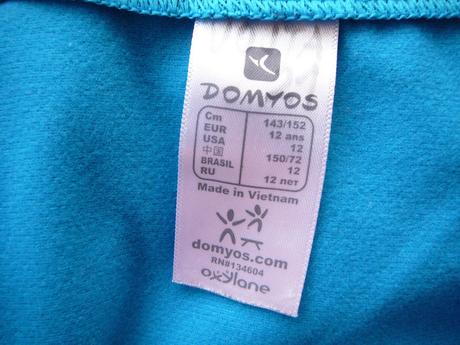 DOMYOS
Cm 143/152
EUR 12 ans
USA 12
中国 150/72
BRASIL 12
RU 12 лет
Made in Vietnam
domyos.com
RN#134604
oxylane